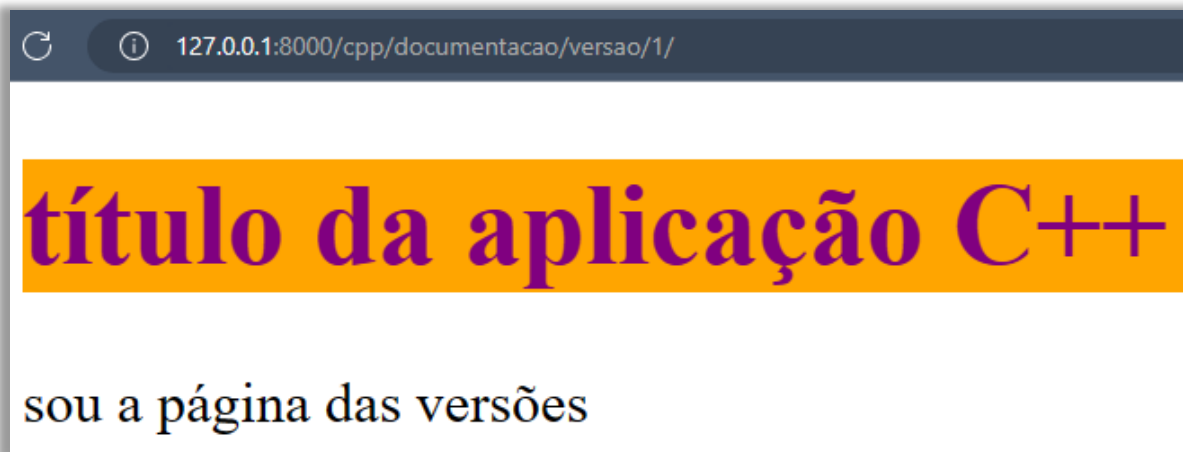 127.0.0.1:8000/cpp/documentacao/versao/1/
título da aplicação C++
sou a página das versões